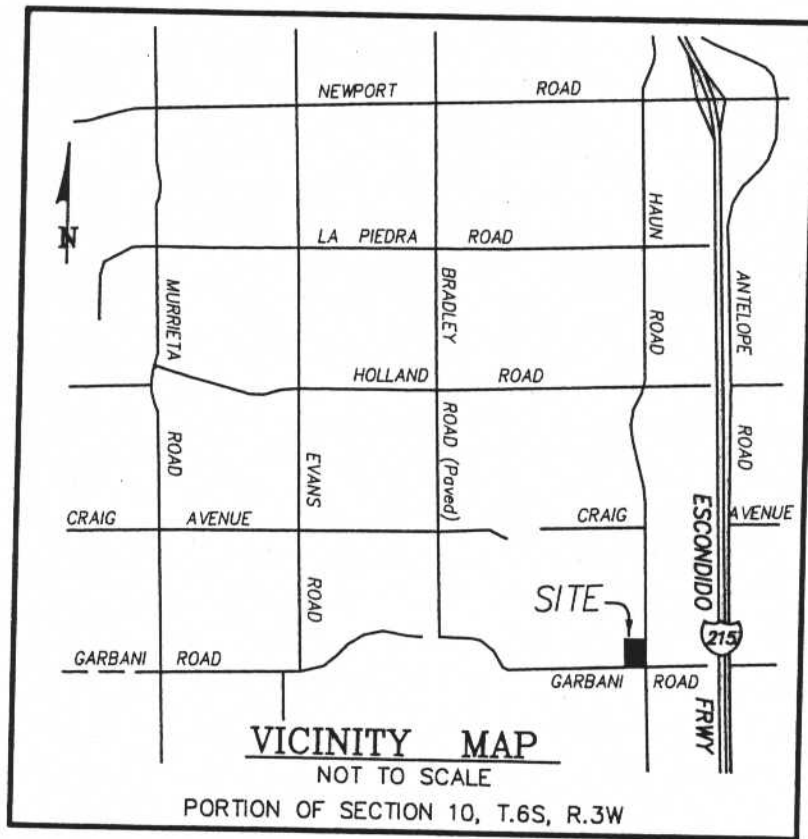 NEWPORT ROAD
N
LA PIEDRA ROAD
HAUN ROAD
MURRIETA ROAD
BRADLEY ROAD (Paved)
ANTELOPE ROAD
HOLLAND ROAD
EVANS ROAD
CRAIG AVENUE
CRAIG AVENUE
ESCONDIDO FRWY
SITE
215
GARBANI ROAD
GARBANI ROAD
VICINITY MAP
NOT TO SCALE
PORTION OF SECTION 10, T.6S, R.3W